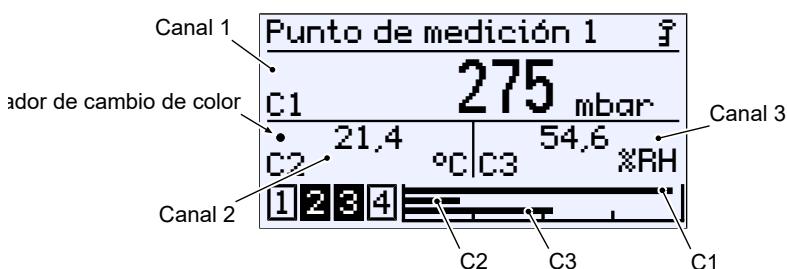 Canal 1
Punto de medición 1
275 mbar
C1
ador de cambio de color
Canal 3
21,4 °C
C2
54,6 %RH
C3
Canal 2
1 2 3 4
C2
C3
C1